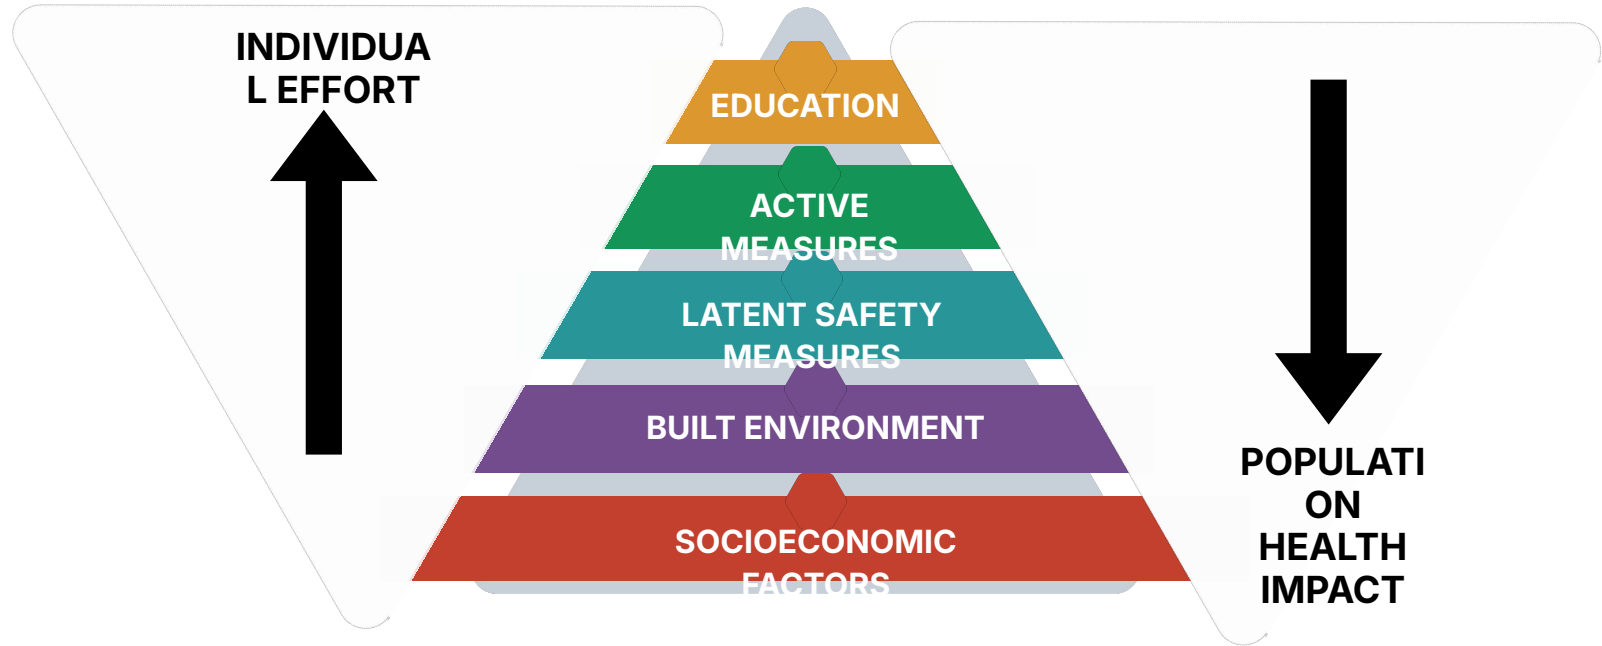 INDIVIDUA
L EFFORT
EDUCATION
ACTIVE
MEASURES
LATENT SAFETY
MEASURES
BUILT ENVIRONMENT
SOCIOECONOMIC
FACTORS
POPULATI
ON
HEALTH
IMPACT